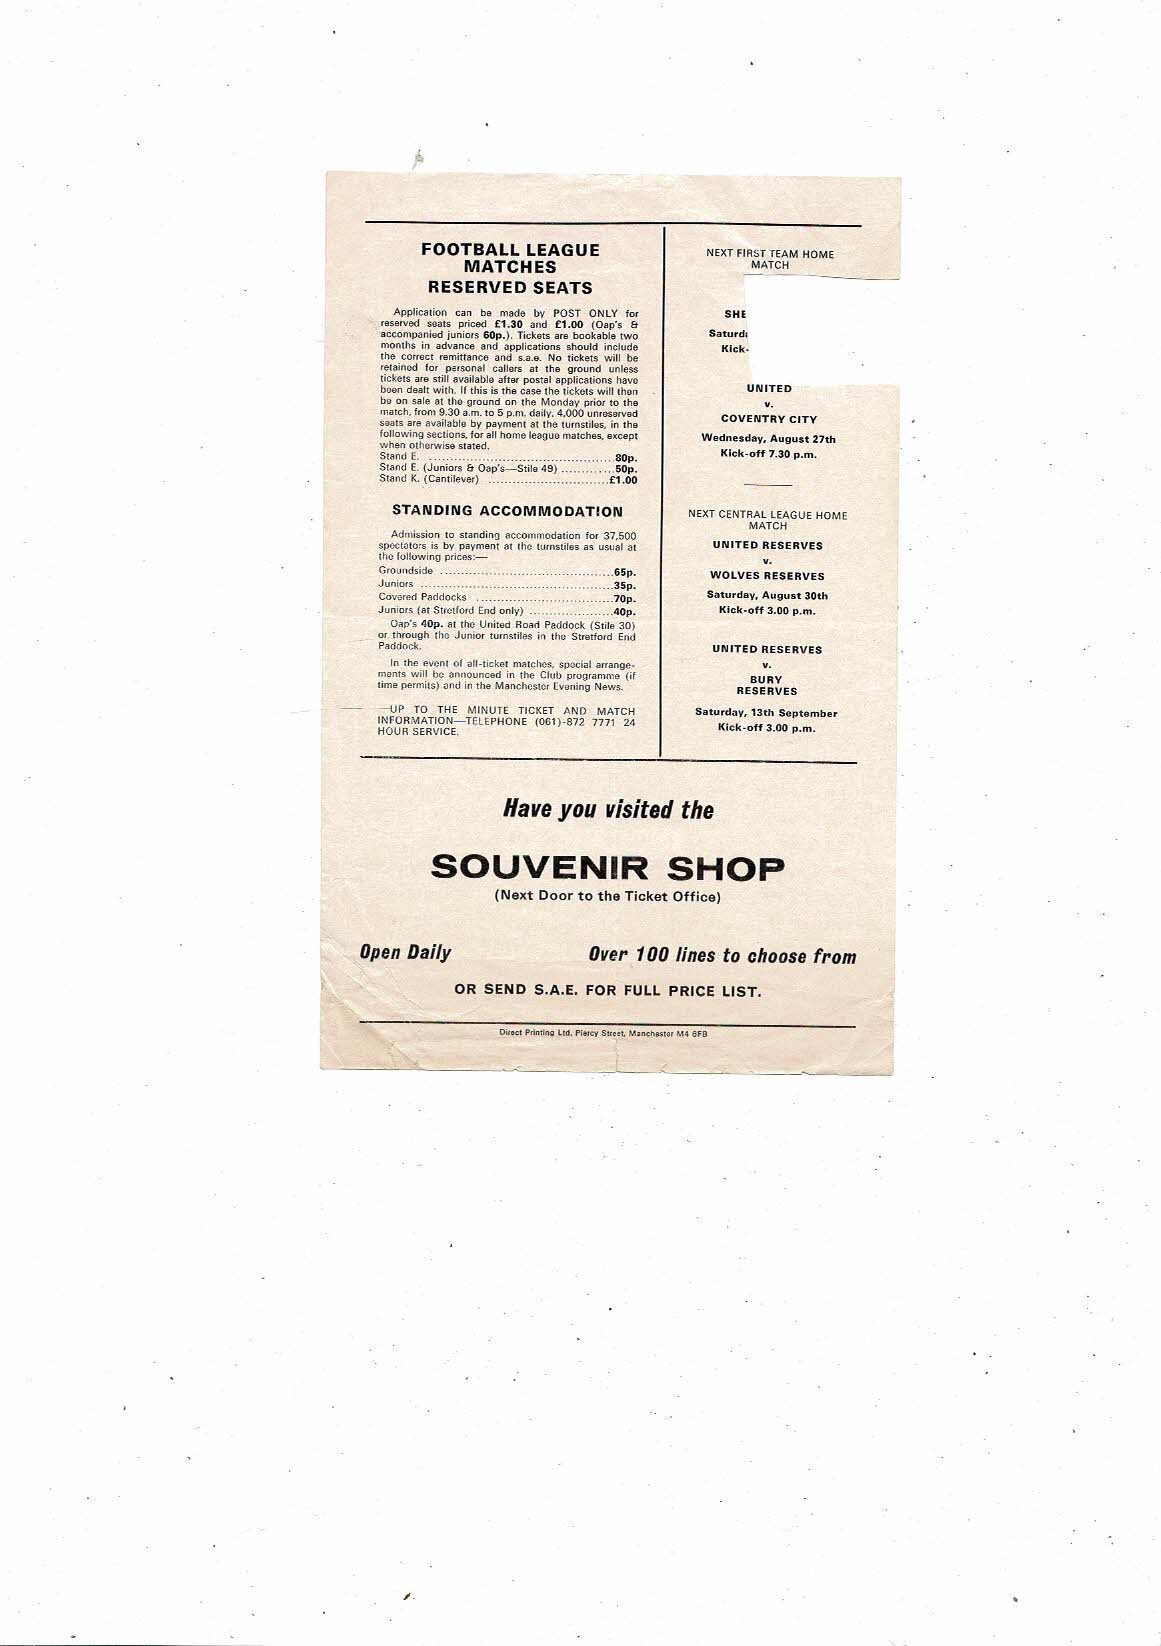 FOOTBALL LEAGUE
MATCHES
RESERVED SEATS
Application can be made by POST ONLY for
reserved seats priced £1.30 and £1.00 (Oap's &
accompanied juniors 60p.). Tickets are bookable two
months in advance and applications should include
the correct remittance and s.a.e. No tickets will be
retained for personal callers at the ground unless
tickets are still available after postal applications have
been dealt with. If this is the case the tickets will then
be on sale at the ground on the Monday prior to the
match, from 9.30 a.m. to 5 p.m. daily. 4,000 unreserved
seats are available by payment at the turnstiles, in the
following sections, for all home league matches, except
when otherwise stated.
Stand E. ............................................80p.
Stand E. (Juniors & Oap's—Stile 49) ............50p.
Stand K. (Cantilever) .............................£1.00
STANDING ACCOMMODATION
Admission to standing accommodation for 37,500
spectators is by payment at the turnstiles as usual at
the following prices:—
Groundside ..........................................65p.
Juniors ...............................................35p.
Covered Paddocks .................................70p.
Juniors (at Stretford End only) ....................40p.
Oap's 40p. at the United Road Paddock (Stile 30)
or through the Junior turnstiles in the Stretford End
Paddock.
In the event of all-ticket matches, special arrange-
ments will be announced in the Club programme (if
time permits) and in the Manchester Evening News.
—UP TO THE MINUTE TICKET AND MATCH
INFORMATION—TELEPHONE (061)-872 7771 24
HOUR SERVICE.
NEXT FIRST TEAM HOME
MATCH
SHE
Saturd
Kick-
UNITED
v.
COVENTRY CITY
Wednesday, August 27th
Kick-off 7.30 p.m.
NEXT CENTRAL LEAGUE HOME
MATCH
UNITED RESERVES
v.
WOLVES RESERVES
Saturday, August 30th
Kick-off 3.00 p.m.
UNITED RESERVES
v.
BURY
RESERVES
Saturday, 13th September
Kick-off 3.00 p.m.
Have you visited the
SOUVENIR SHOP
(Next Door to the Ticket Office)
Open Daily Over 100 lines to choose from
OR SEND S.A.E. FOR FULL PRICE LIST.
Direct Printing Ltd. Piercy Street, Manchester M4 6FB